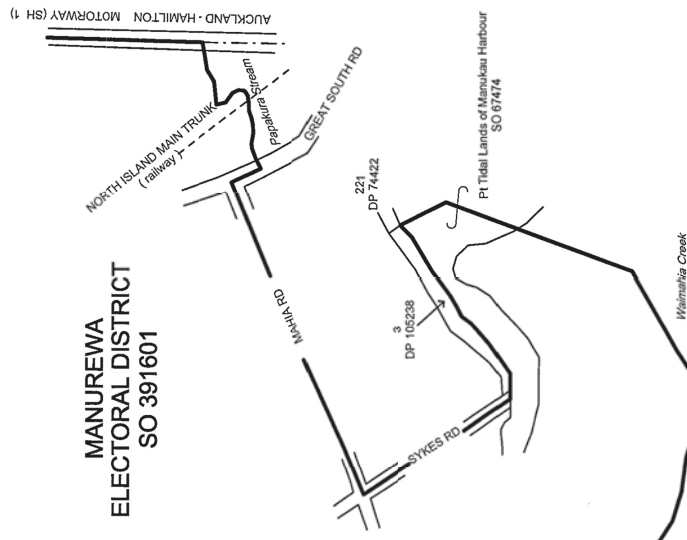 MANUREWA
ELECTORAL DISTRICT
SO 391601
AUCKLAND - HAMILTON MOTORWAY (SH 1)
NORTH ISLAND MAIN TRUNK
( railway )
Papakura Stream
GREAT SOUTH RD
MAHIA RD
221
DP 74422
Pt Tidal Lands of Manukau Harbour
SO 67474
3
DP 105238
SYKES RD
Waimahia Creek